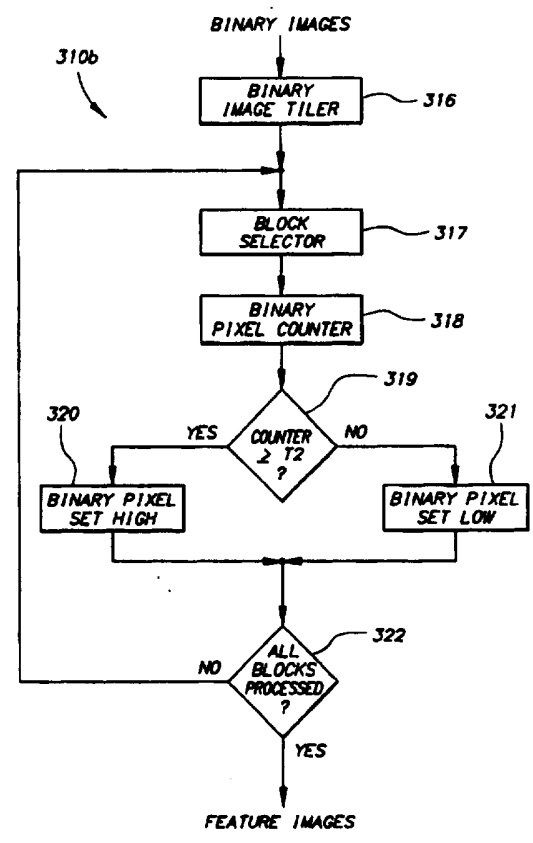 BINARY IMAGES
310b
BINARY
IMAGE TILER
316
BLOCK
SELECTOR
317
BINARY
PIXEL COUNTER
318
319
COUNTER
≥ T2
?
YES
NO
320
321
BINARY PIXEL
SET HIGH
BINARY PIXEL
SET LOW
322
ALL
BLOCKS
PROCESSED
?
NO
YES
FEATURE IMAGES